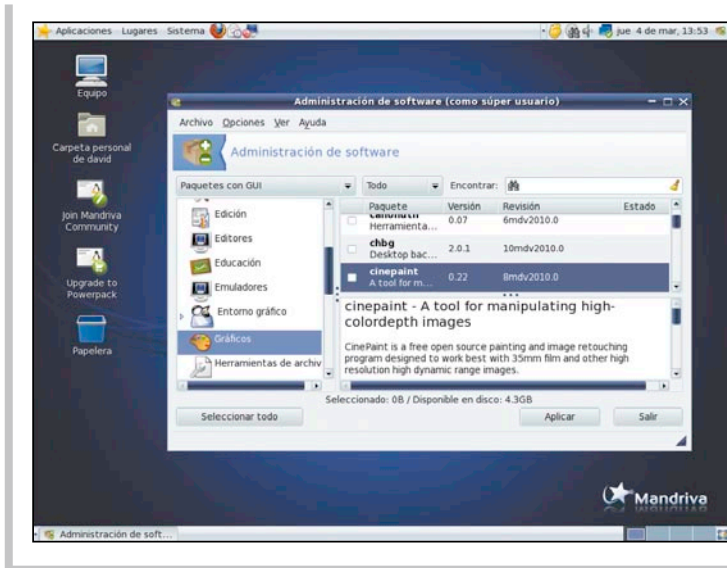 Aplicaciones Lugares Sistema
jue 4 de mar, 13:53
Equipo
Carpeta personal
de david
Join Mandriva
Community
Upgrade to
Powerpack
Papelera
Administración de software (como súper usuario)
Archivo Opciones Ver Ayuda
Administración de software
Paquetes con GUI
Todo
Encontrar:
Edición
Editores
Educación
Emuladores
Entorno gráfico
Gráficos
Herramientas de archiv
Paquete Versión Revisión Estado
Herramienta... 0.07 6mdv2010.0
chbg
Desktop bac... 2.0.1 10mdv2010.0
cinepaint
A tool for m... 0.22 8mdv2010.0
cinepaint - A tool for manipulating high-
colordepth images
CinePaint is a free open source painting and image retouching
program designed to work best with 35mm film and other high
resolution high dynamic range images.
Seleccionado: 0B / Disponible en disco: 4.3GB
Seleccionar todo
Aplicar
Salir
Mandriva
Administración de soft...